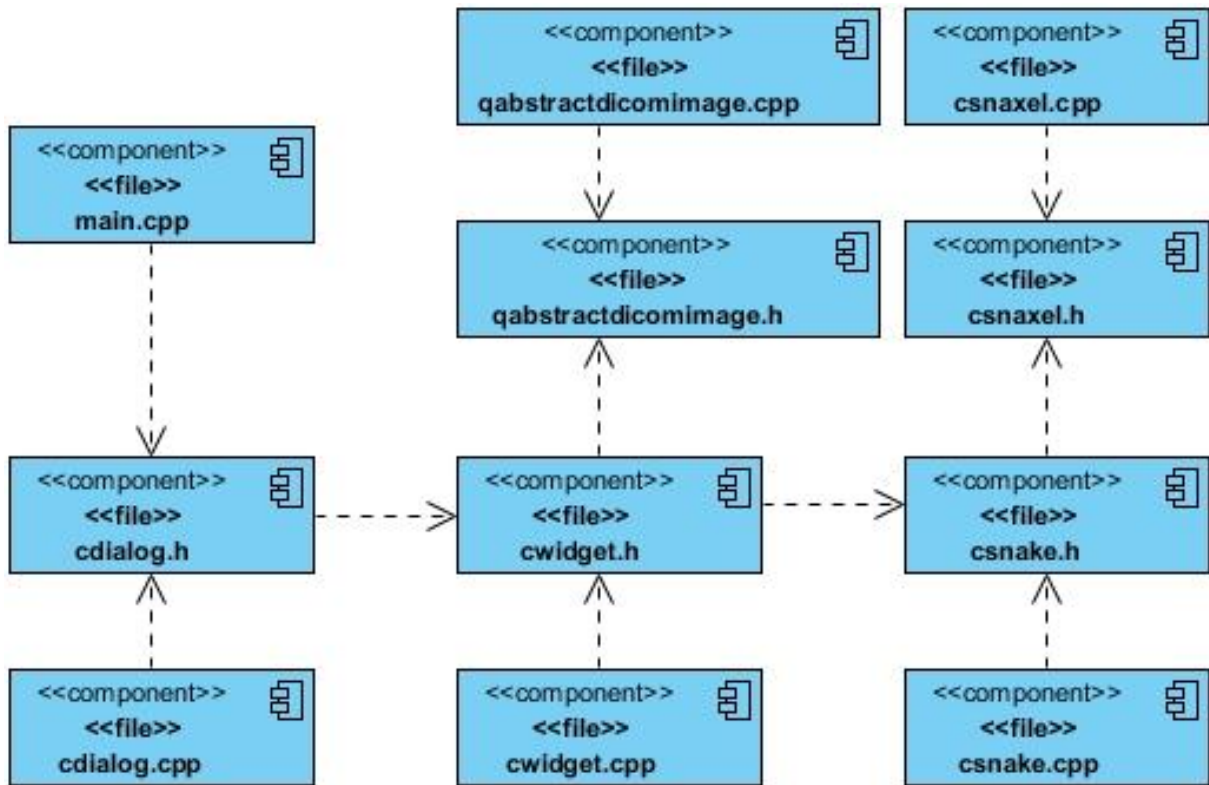 <<component>>
<<file>>
qabstractdicomimage.cpp
<<component>>
<<file>>
csnaxel.cpp
<<component>>
<<file>>
main.cpp
<<component>>
<<file>>
qabstractdicomimage.h
<<component>>
<<file>>
csnaxel.h
<<component>>
<<file>>
cdialog.h
<<component>>
<<file>>
cwidget.h
<<component>>
<<file>>
csnake.h
<<component>>
<<file>>
cdialog.cpp
<<component>>
<<file>>
cwidget.cpp
<<component>>
<<file>>
csnake.cpp